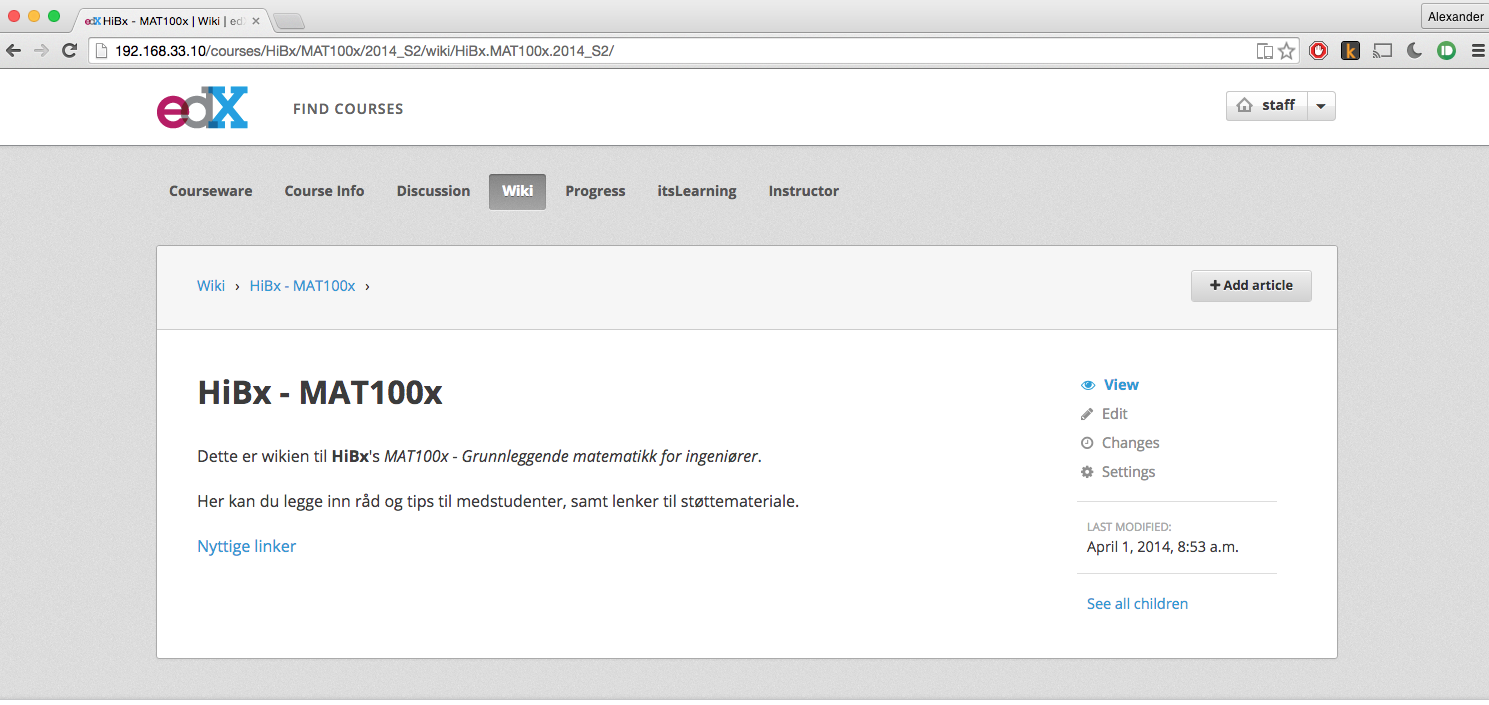 HiBx - MAT100x | Wiki | ed
Alexander
192.168.33.10/courses/HiBx/MAT100x/2014_S2/wiki/HiBx.MAT100x.2014_S2/
edX FIND COURSES staff
Courseware Course Info Discussion Wiki Progress itsLearning Instructor
Wiki › HiBx - MAT100x › + Add article
HiBx - MAT100x
Dette er wikien til HiBx's MAT100x - Grunnleggende matematikk for ingeniører.
Her kan du legge inn råd og tips til medstudenter, samt lenker til støttemateriale.
Nyttige linker
View
Edit
Changes
Settings
LAST MODIFIED:
April 1, 2014, 8:53 a.m.
See all children